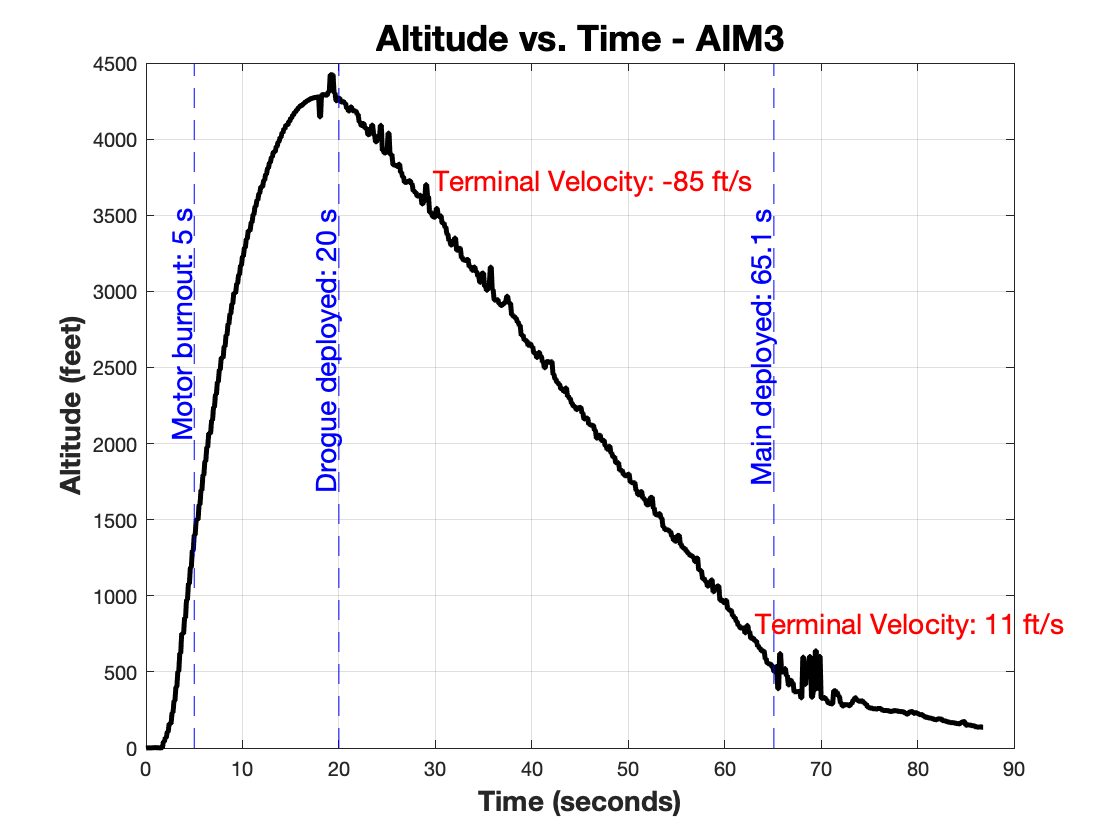 Altitude vs. Time - AIM3
4500
4000
3500
3000
2500
2000
1500
1000
500
0
Altitude (feet)
Motor burnout: 5 s
Drogue deployed: 20 s
Main deployed: 65.1 s
Terminal Velocity: -85 ft/s
Terminal Velocity: 11 ft/s
0 10 20 30 40 50 60 70 80 90
Time (seconds)